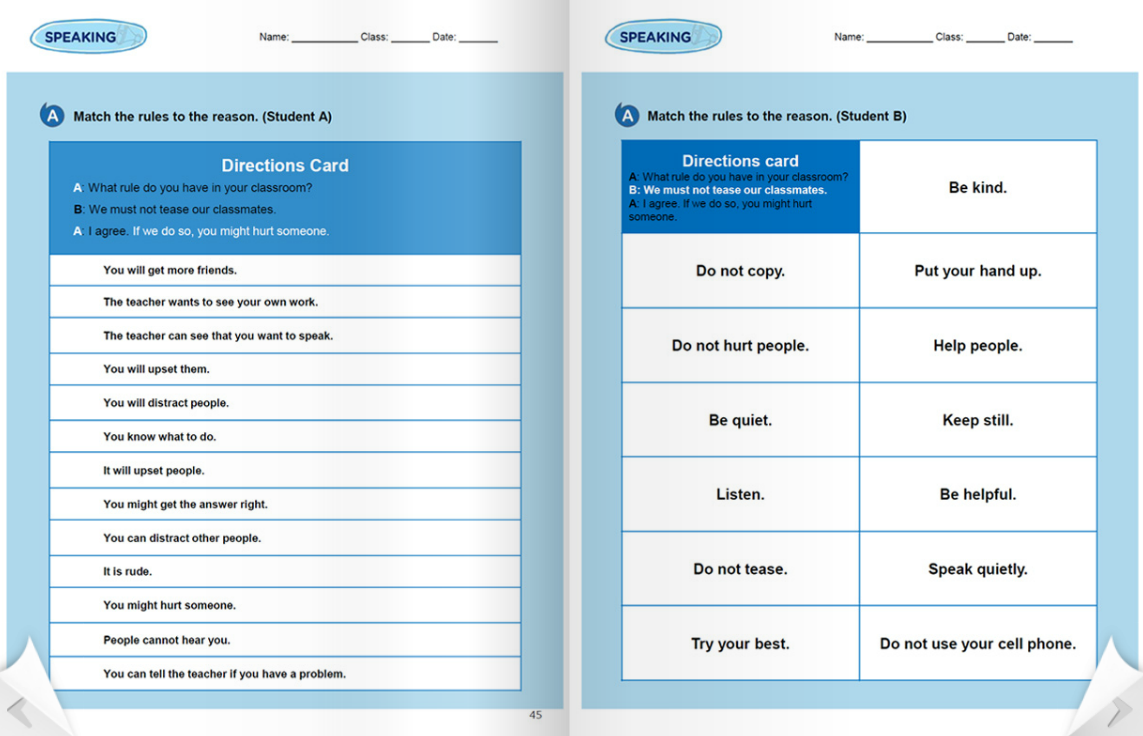 SPEAKING
Name: ____________ Class: _______ Date: _______
A Match the rules to the reason. (Student A)
Directions Card
A: What rule do you have in your classroom?
B: We must not tease our classmates.
A: I agree. If we do so, you might hurt someone.
You will get more friends.
The teacher wants to see your own work.
The teacher can see that you want to speak.
You will upset them.
You will distract people.
You know what to do.
It will upset people.
You might get the answer right.
You can distract other people.
It is rude.
You might hurt someone.
People cannot hear you.
You can tell the teacher if you have a problem.
45
SPEAKING
Name: ____________ Class: _______ Date: _______
A Match the rules to the reason. (Student B)
Directions card
A: What rule do you have in your classroom?
B: We must not tease our classmates.
A: I agree. If we do so, you might hurt
someone.
Be kind.
Do not copy.
Put your hand up.
Do not hurt people.
Help people.
Be quiet.
Keep still.
Listen.
Be helpful.
Do not tease.
Speak quietly.
Try your best.
Do not use your cell phone.